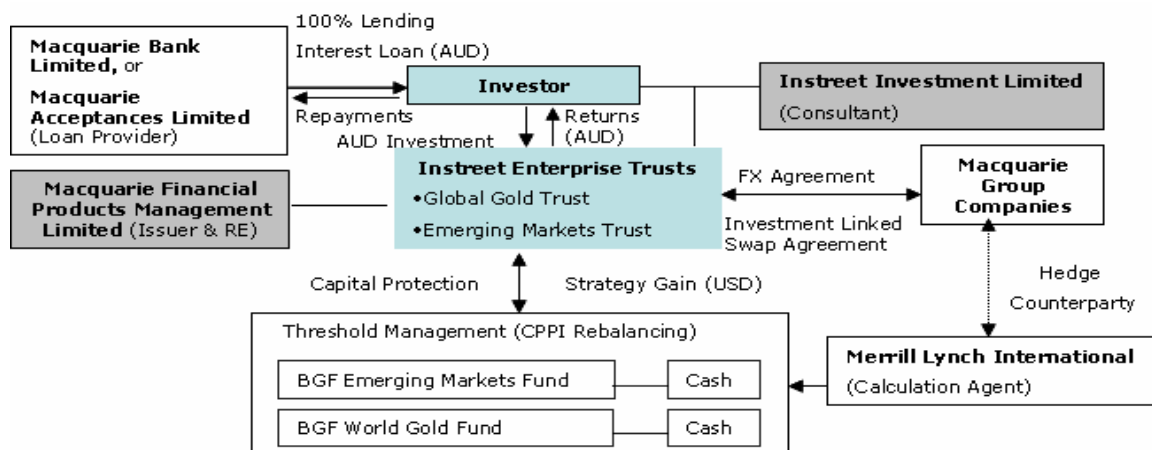 100% Lending
Interest Loan (AUD)
Macquarie Bank
Limited, or
Macquarie
Acceptances Limited
(Loan Provider)
Investor
Instreet Investment Limited
(Consultant)
Repayments
AUD Investment
Returns
(AUD)
Macquarie Financial
Products Management
Limited (Issuer & RE)
Instreet Enterprise Trusts
•Global Gold Trust
•Emerging Markets Trust
FX Agreement
Investment Linked
Swap Agreement
Macquarie
Group
Companies
Capital Protection
Strategy Gain (USD)
Hedge
Counterparty
Threshold Management (CPPI Rebalancing)
BGF Emerging Markets Fund
Cash
BGF World Gold Fund
Cash
Merrill Lynch International
(Calculation Agent)